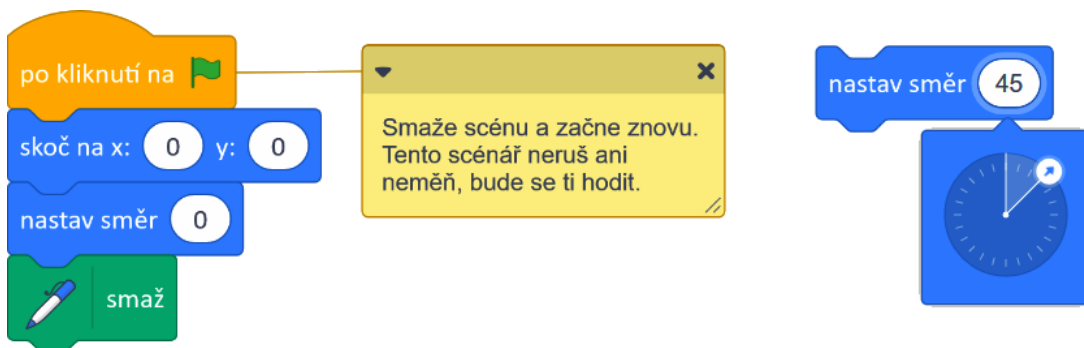 po kliknutí na
skoč na x: 0 y: 0
nastav směr 0
smaž
Smaže scénu a začne znovu.
Tento scénář neruš ani
neměň, bude se ti hodit.
nastav směr 45